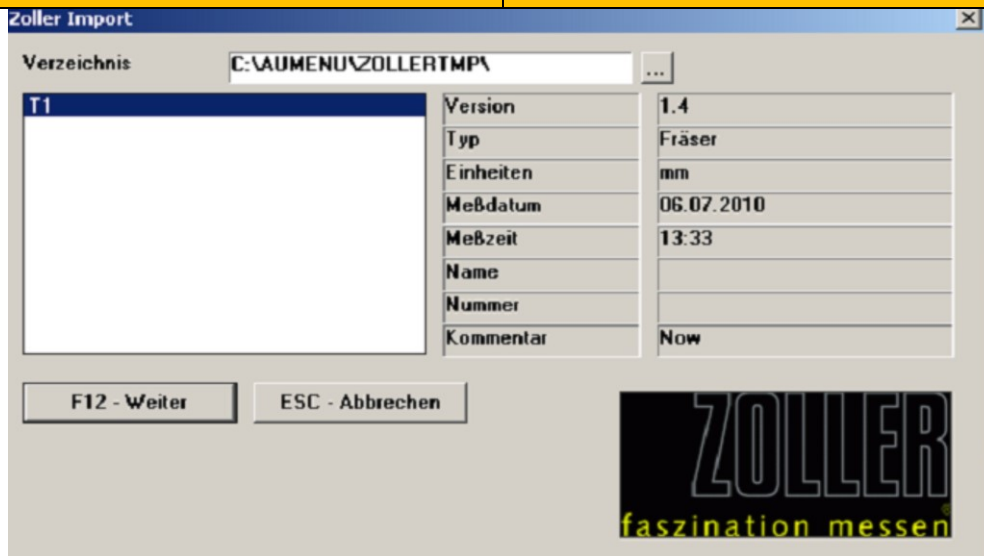 Zoller Import
Verzeichnis C:\AUMENU\ZOLLERTMP\ ...
T1
Version 1.4
Typ Fräser
Einheiten mm
Meßdatum 06.07.2010
Meßzeit 13:33
Name
Nummer
Kommentar Now
F12 - Weiter ESC - Abbrechen
ZOLLER
faszination messen®